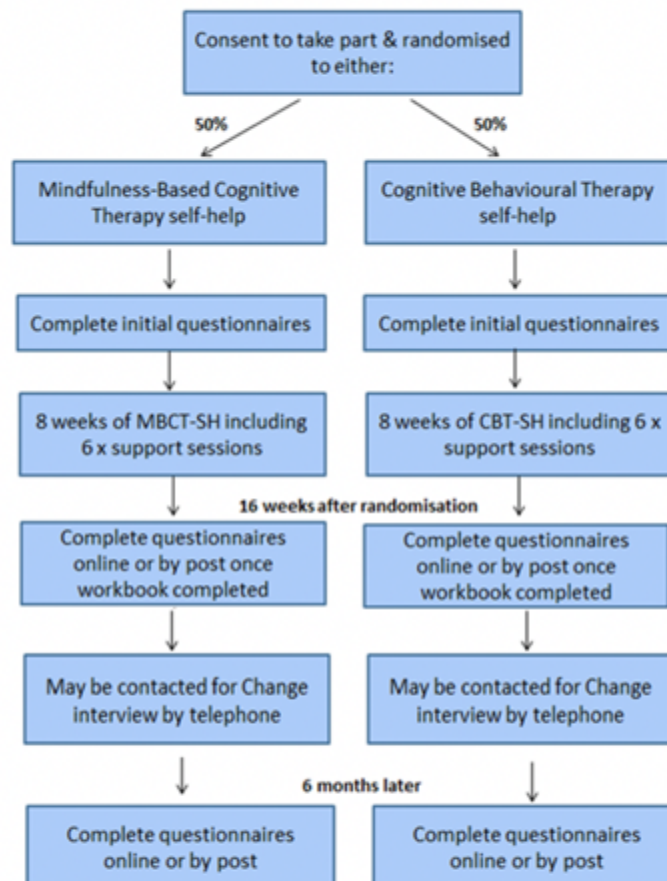 Consent to take part & randomised
to either:
50%
50%
Mindfulness-Based Cognitive
Therapy self-help
Cognitive Behavioural Therapy
self-help
Complete initial questionnaires
Complete initial questionnaires
8 weeks of MBCT-SH including
6 x support sessions
8 weeks of CBT-SH including 6 x
support sessions
16 weeks after randomisation
Complete questionnaires
online or by post once
workbook completed
Complete questionnaires
online or by post once
workbook completed
May be contacted for Change
interview by telephone
May be contacted for Change
interview by telephone
6 months later
Complete questionnaires
online or by post
Complete questionnaires
online or by post